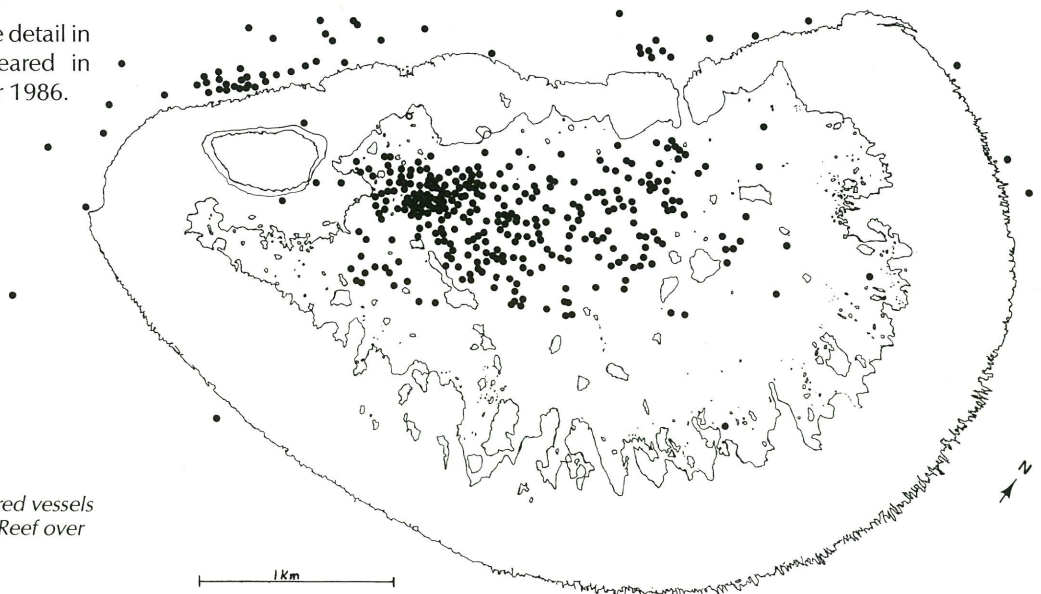 e detail in
eared in
r 1986.
N
red vessels
Reef over
1 Km